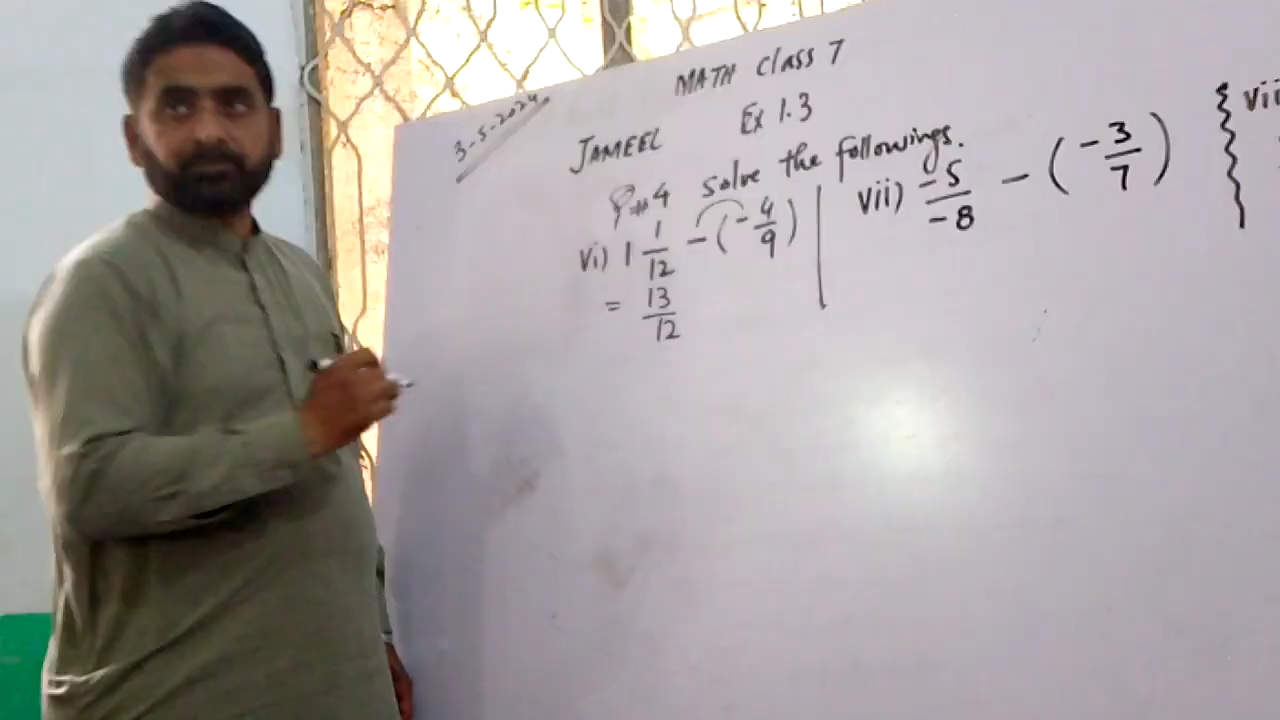 3-5-2024
MATH Class 7
JAMEEL Ex 1.3
Q#4 Solve the followings.
vi) 1 1/12 - (- 4/9)
= 13/12
vii) -5/-8 - (- 3/7)